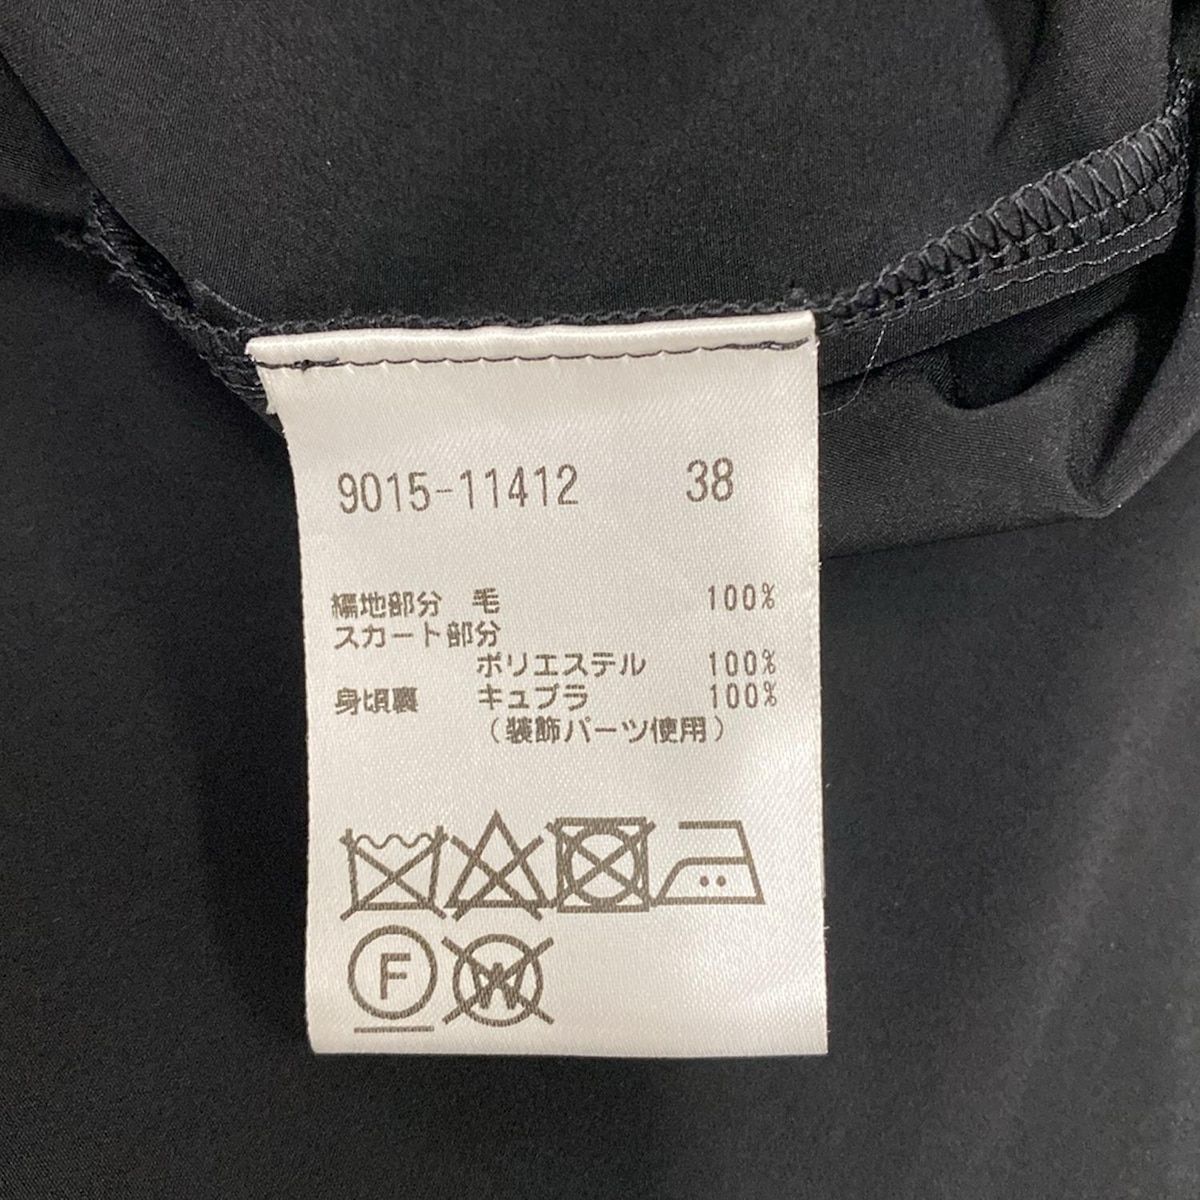 9015-11412 38
編地部分 毛 100%
スカート部分
ポリエステル 100%
身頃裏 キュプラ 100%
(装飾パーツ使用)
F
W